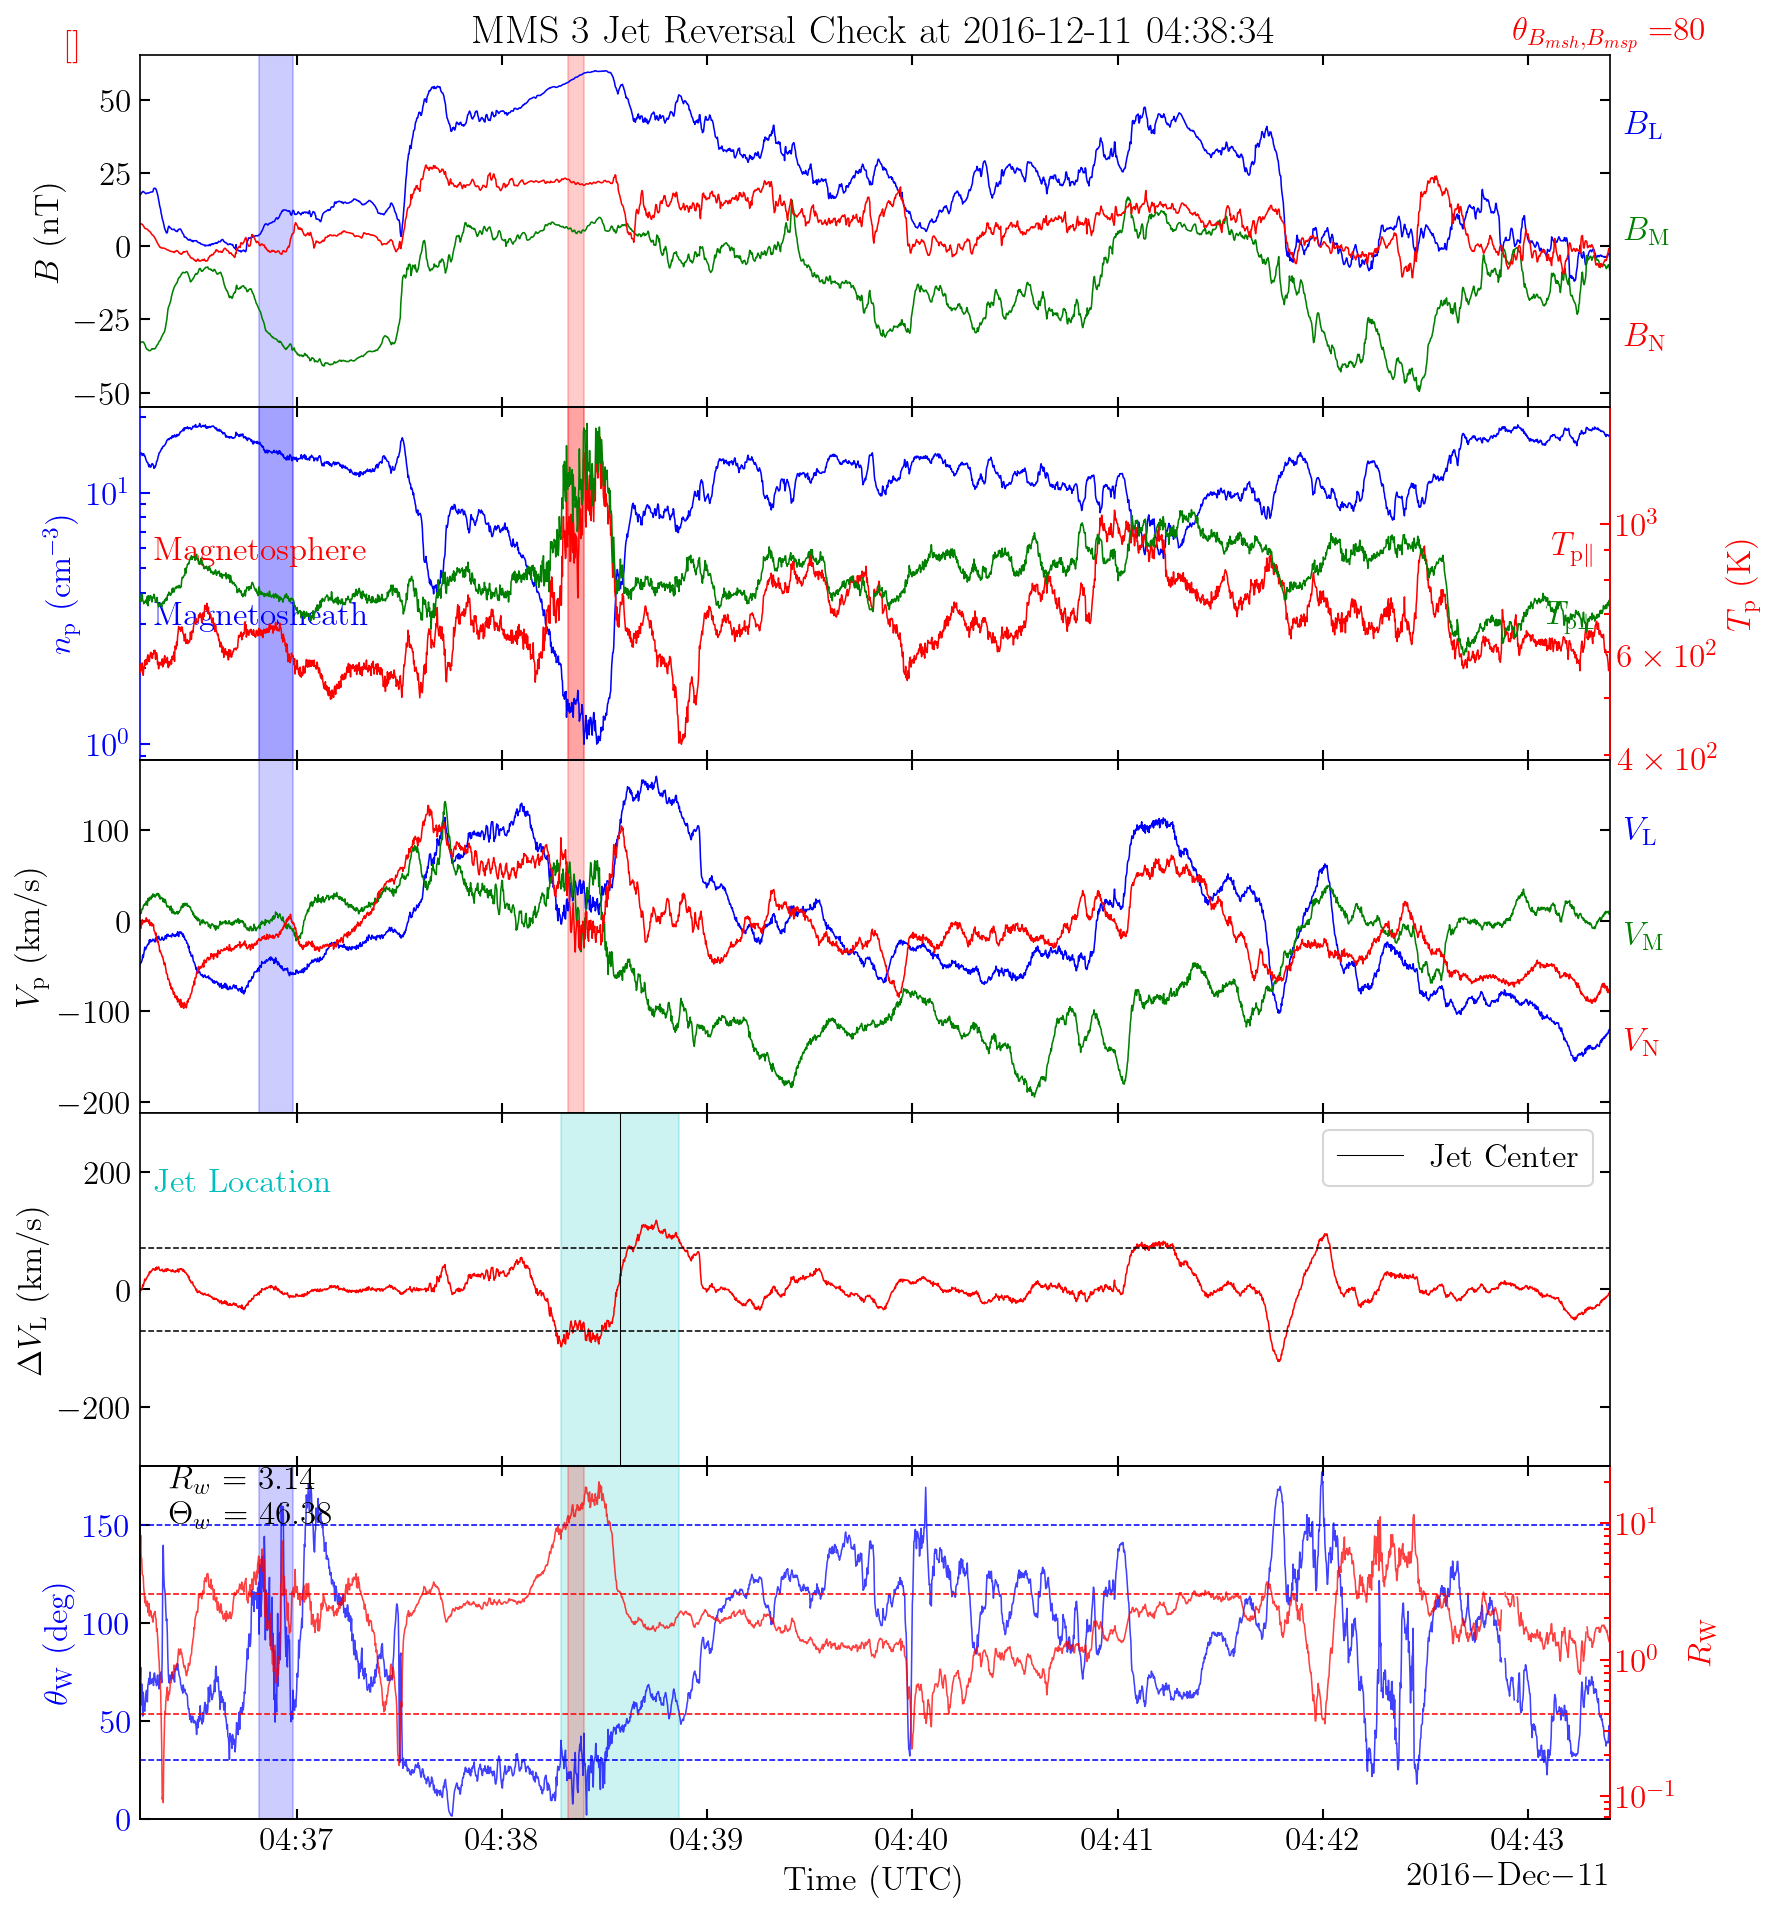 MMS 3 Jet Reversal Check at 2016-12-11 04:38:34
θ_{B_{msh},B_{msp}} =80
[]
50
25
0
−25
−50
B (nT)
B_L
B_M
B_N
10^1
10^0
n_p (cm^{−3})
Magnetosphere
Magnetosheath
T_{p∥}
T_{p⊥}
10^3
6 × 10^2
4 × 10^2
T_p (K)
100
0
−100
−200
V_p (km/s)
V_L
V_M
V_N
200
0
−200
ΔV_L (km/s)
Jet Location
Jet Center
R_w = 3.14
Θ_w = 46.38
150
100
50
0
θ_W (deg)
10^1
10^0
10^{−1}
R_W
04:37
04:38
04:39
04:40
04:41
04:42
04:43
Time (UTC)
2016−Dec−11